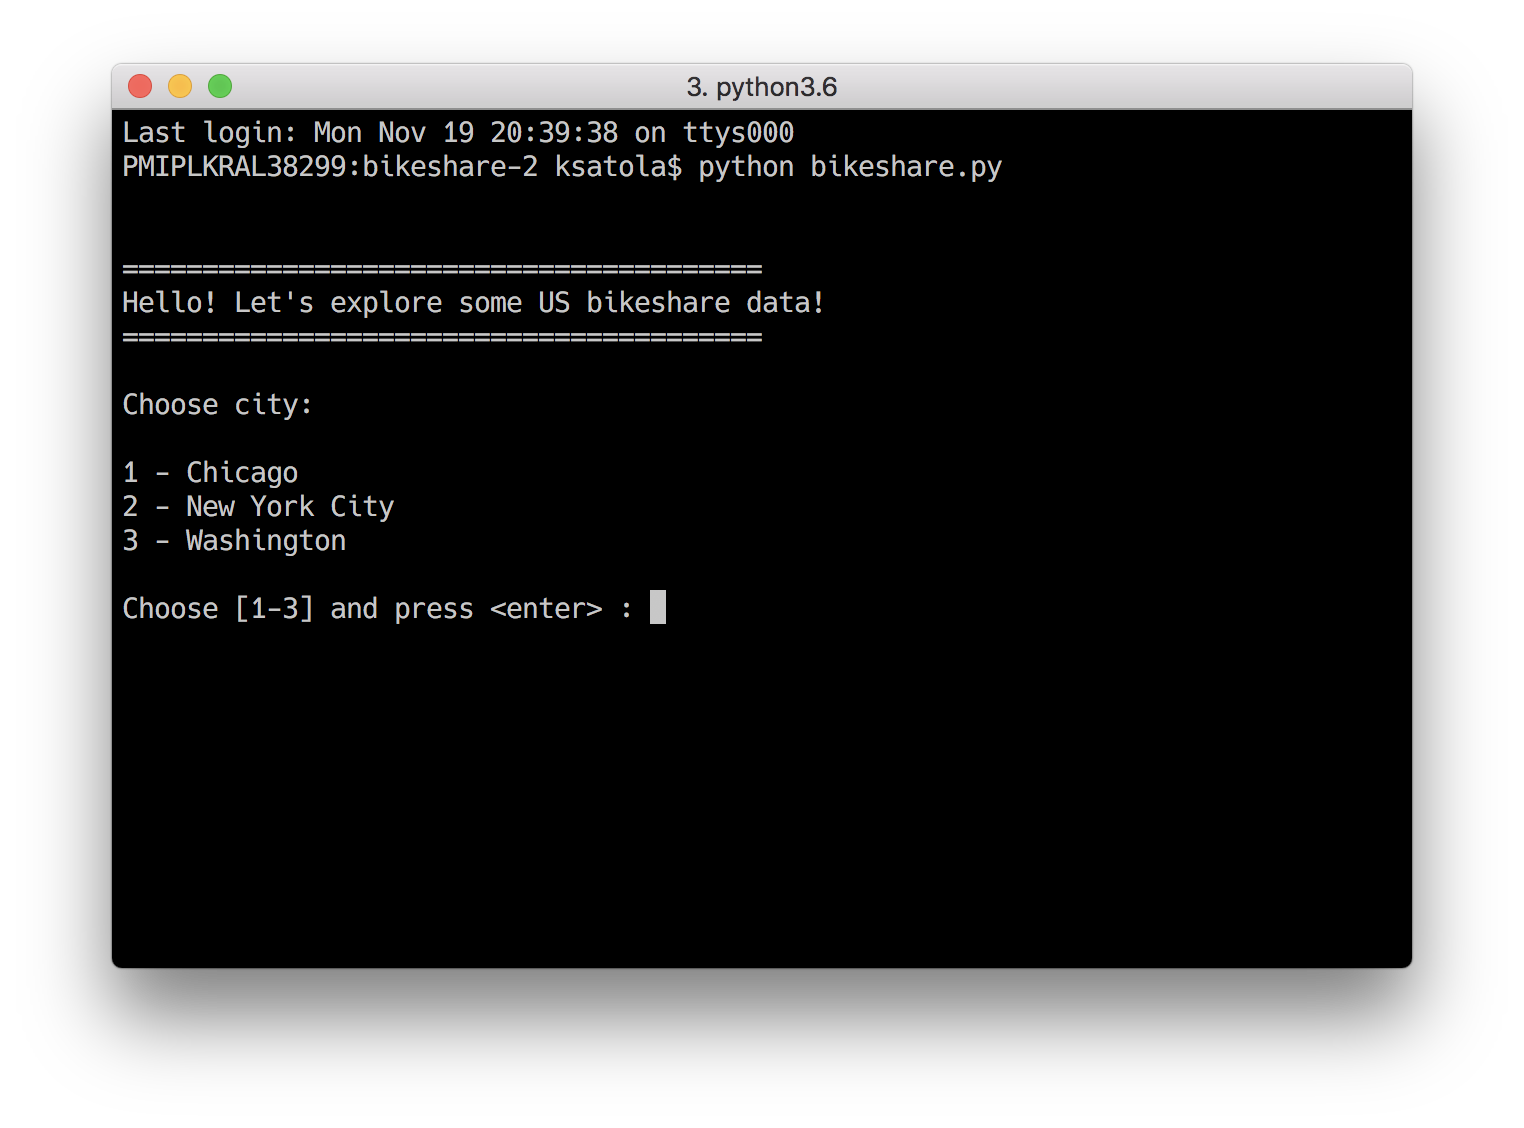 3. python3.6
Last login: Mon Nov 19 20:39:38 on ttys000
PMIPLKRAL38299:bikeshare-2 ksatola$ python bikeshare.py
========================================
Hello! Let's explore some US bikeshare data!
========================================
Choose city:
1 - Chicago
2 - New York City
3 - Washington
Choose [1-3] and press <enter> :